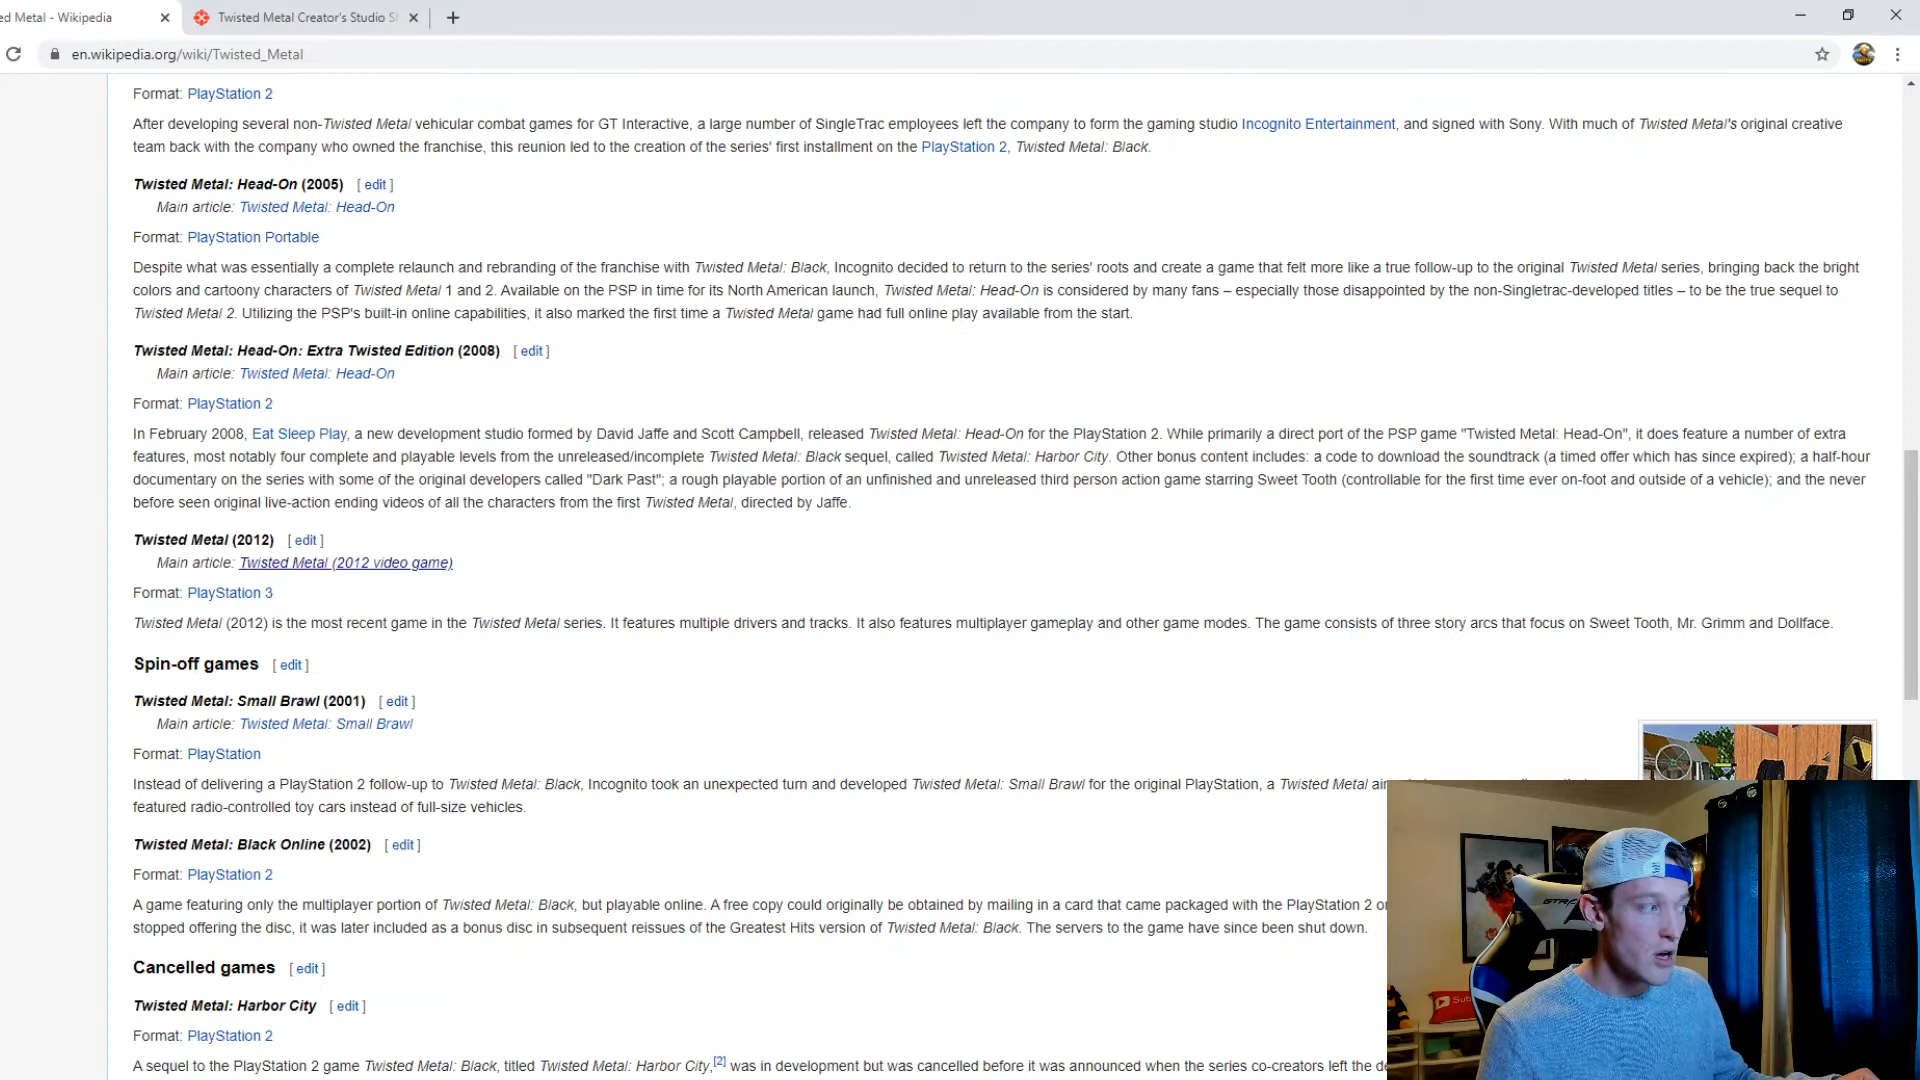 ed Metal - Wikipedia
Twisted Metal Creator's Studio
en.wikipedia.org/wiki/Twisted_Metal
Format: PlayStation 2
After developing several non-Twisted Metal vehicular combat games for GT Interactive, a large number of SingleTrac employees left the company to form the gaming studio Incognito Entertainment, and signed with Sony. With much of Twisted Metal's original creative
team back with the company who owned the franchise, this reunion led to the creation of the series' first installment on the PlayStation 2, Twisted Metal: Black.
Twisted Metal: Head-On (2005) [ edit ]
Main article: Twisted Metal: Head-On
Format: PlayStation Portable
Despite what was essentially a complete relaunch and rebranding of the franchise with Twisted Metal: Black, Incognito decided to return to the series' roots and create a game that felt more like a true follow-up to the original Twisted Metal series, bringing back the bright
colors and cartoony characters of Twisted Metal 1 and 2. Available on the PSP in time for its North American launch, Twisted Metal: Head-On is considered by many fans – especially those disappointed by the non-Singletrac-developed titles – to be the true sequel to
Twisted Metal 2. Utilizing the PSP's built-in online capabilities, it also marked the first time a Twisted Metal game had full online play available from the start.
Twisted Metal: Head-On: Extra Twisted Edition (2008) [ edit ]
Main article: Twisted Metal: Head-On
Format: PlayStation 2
In February 2008, Eat Sleep Play, a new development studio formed by David Jaffe and Scott Campbell, released Twisted Metal: Head-On for the PlayStation 2. While primarily a direct port of the PSP game "Twisted Metal: Head-On", it does feature a number of extra
features, most notably four complete and playable levels from the unreleased/incomplete Twisted Metal: Black sequel, called Twisted Metal: Harbor City. Other bonus content includes: a code to download the soundtrack (a timed offer which has since expired); a half-hour
documentary on the series with some of the original developers called "Dark Past"; a rough playable portion of an unfinished and unreleased third person action game starring Sweet Tooth (controllable for the first time ever on-foot and outside of a vehicle); and the never
before seen original live-action ending videos of all the characters from the first Twisted Metal, directed by Jaffe.
Twisted Metal (2012) [ edit ]
Main article: Twisted Metal (2012 video game)
Format: PlayStation 3
Twisted Metal (2012) is the most recent game in the Twisted Metal series. It features multiple drivers and tracks. It also features multiplayer gameplay and other game modes. The game consists of three story arcs that focus on Sweet Tooth, Mr. Grimm and Dollface.
Spin-off games [ edit ]
Twisted Metal: Small Brawl (2001) [ edit ]
Main article: Twisted Metal: Small Brawl
Format: PlayStation
Instead of delivering a PlayStation 2 follow-up to Twisted Metal: Black, Incognito took an unexpected turn and developed Twisted Metal: Small Brawl for the original PlayStation, a Twisted Metal
featured radio-controlled toy cars instead of full-size vehicles.
Twisted Metal: Black Online (2002) [ edit ]
Format: PlayStation 2
A game featuring only the multiplayer portion of Twisted Metal: Black, but playable online. A free copy could originally be obtained by mailing in a card that came packaged with the PlayStation 2
stopped offering the disc, it was later included as a bonus disc in subsequent reissues of the Greatest Hits version of Twisted Metal: Black. The servers to the game have since been shut down.
Cancelled games [ edit ]
Twisted Metal: Harbor City [ edit ]
Format: PlayStation 2
A sequel to the PlayStation 2 game Twisted Metal: Black, titled Twisted Metal: Harbor City,[2] was in development but was cancelled before it was announced when the series co-creators left the
GTR
Sub